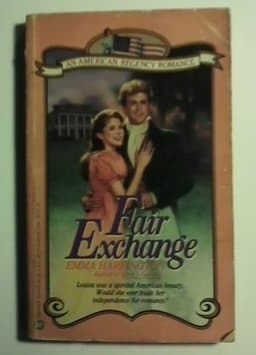 AN AMERICAN REGENCY ROMANCE
Fair
Exchange
EMMA HARRINGTON
Louisa was a spirited American beauty.
Would she ever trade her
independence for romance?